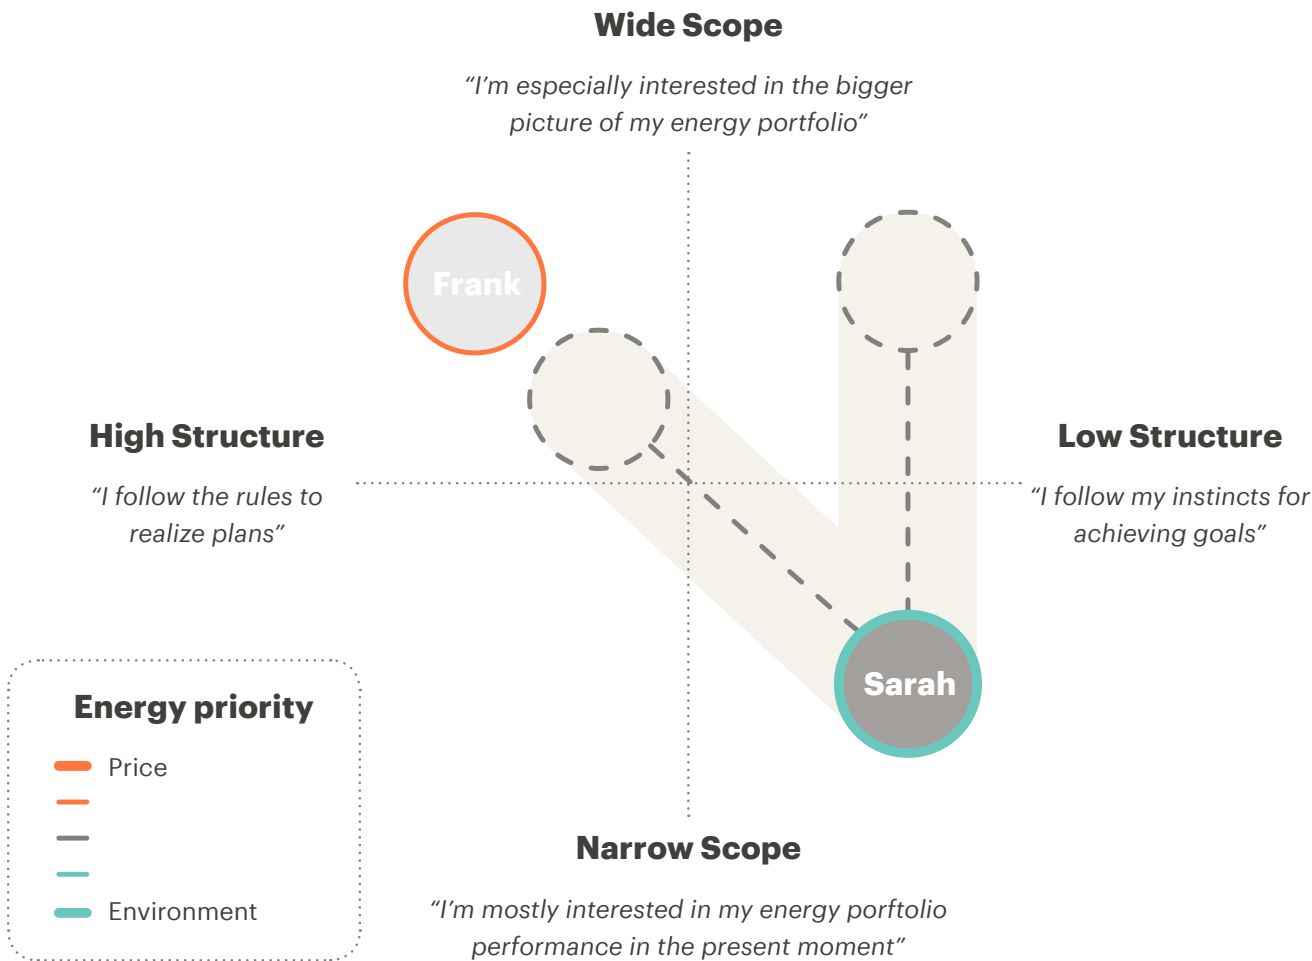 Wide Scope
“I’m especially interested in the bigger
picture of my energy portfolio”
Frank
High Structure
“I follow the rules to
realize plans”
Low Structure
“I follow my instincts for
achieving goals”
Sarah
Energy priority
Price
Environment
Narrow Scope
“I’m mostly interested in my energy porftolio
performance in the present moment”